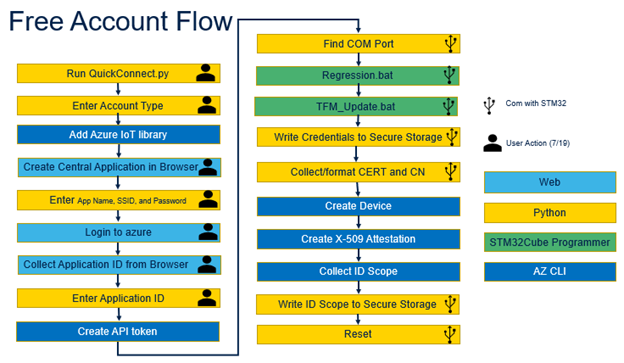 Free Account Flow
Run QuickConnect.py
Enter Account Type
Add Azure IoT library
Create Central Application in Browser
Enter App Name, SSID, and Password
Login to azure
Collect Application ID from Browser
Enter Application ID
Create API token
Find COM Port
Regression.bat
TFM_Update.bat
Write Credentials to Secure Storage
Collect/format CERT and CN
Create Device
Create X-509 Attestation
Collect ID Scope
Write ID Scope to Secure Storage
Reset
Com with STM32
User Action (7/19)
Web
Python
STM32Cube Programmer
AZ CLI